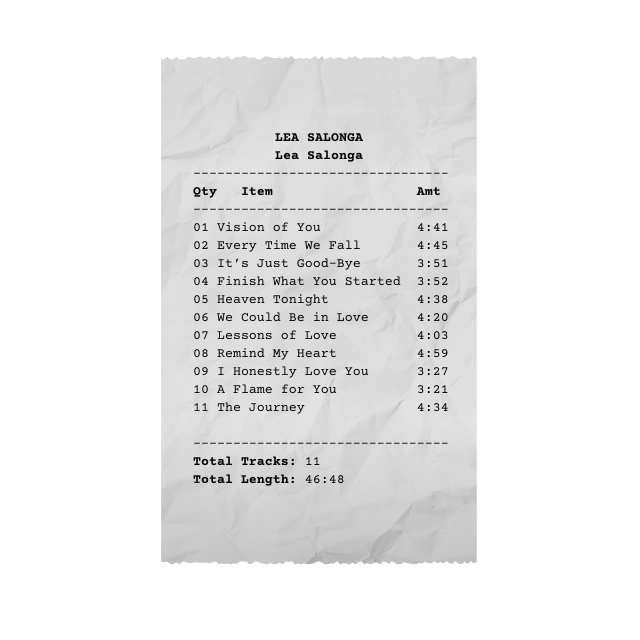 LEA SALONGA
Lea Salonga
Qty Item Amt
01 Vision of You 4:41
02 Every Time We Fall 4:45
03 It’s Just Good-Bye 3:51
04 Finish What You Started 3:52
05 Heaven Tonight 4:38
06 We Could Be in Love 4:20
07 Lessons of Love 4:03
08 Remind My Heart 4:59
09 I Honestly Love You 3:27
10 A Flame for You 3:21
11 The Journey 4:34
Total Tracks: 11
Total Length: 46:48